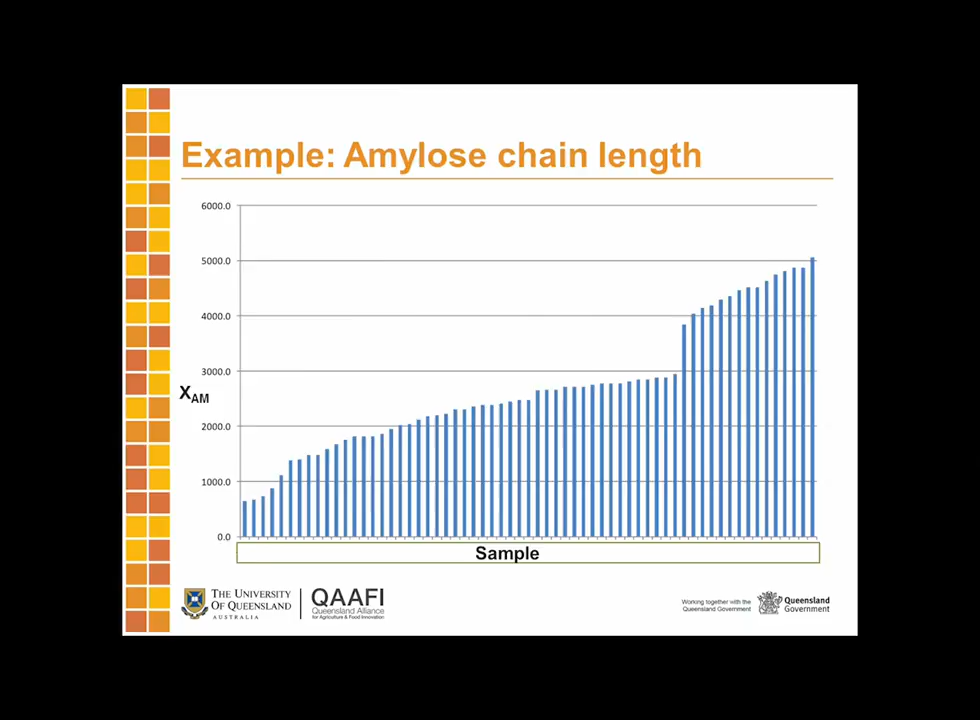 Example: Amylose chain length
6000.0
5000.0
4000.0
3000.0
XAM
2000.0
1000.0
0.0
Sample
THE UNIVERSITY
OF QUEENSLAND
AUSTRALIA
QAAFI
Queensland Alliance
for Agriculture & Food Innovation
Working together with the
Queensland Government
Queensland
Government